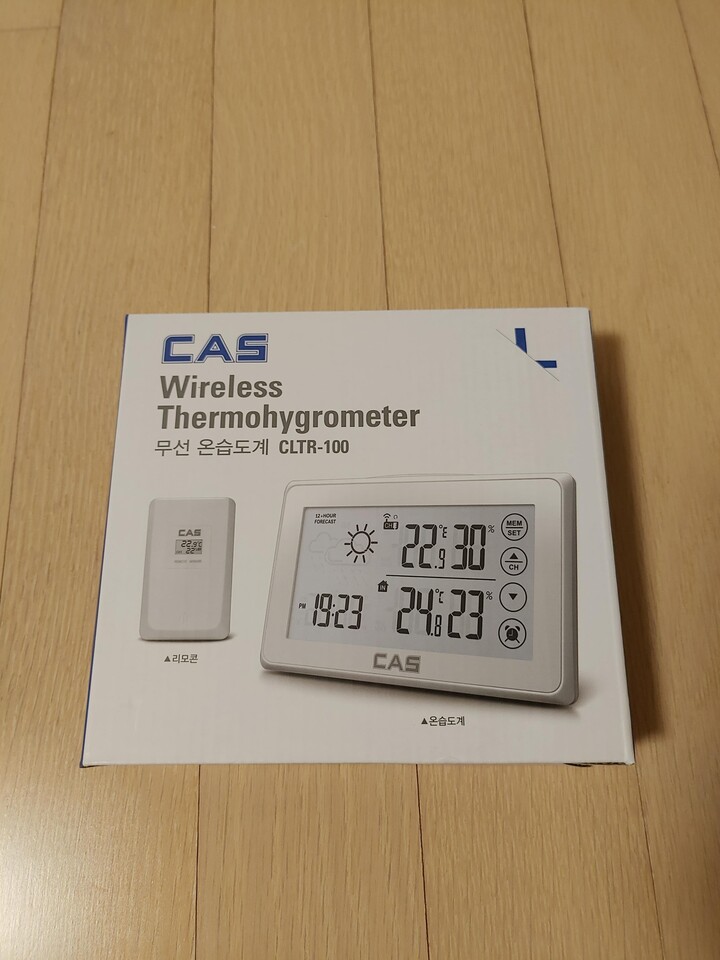 CAS
Wireless
Thermohygrometer
무선 온습도계 CLTR-100
CAS
▲리모콘
12-HOUR
FORECAST
CH
22.9 °C 30 %
IN
24.8 °C 23 %
PM 19:23
MEM
SET
CH
CAS
▲온습도계